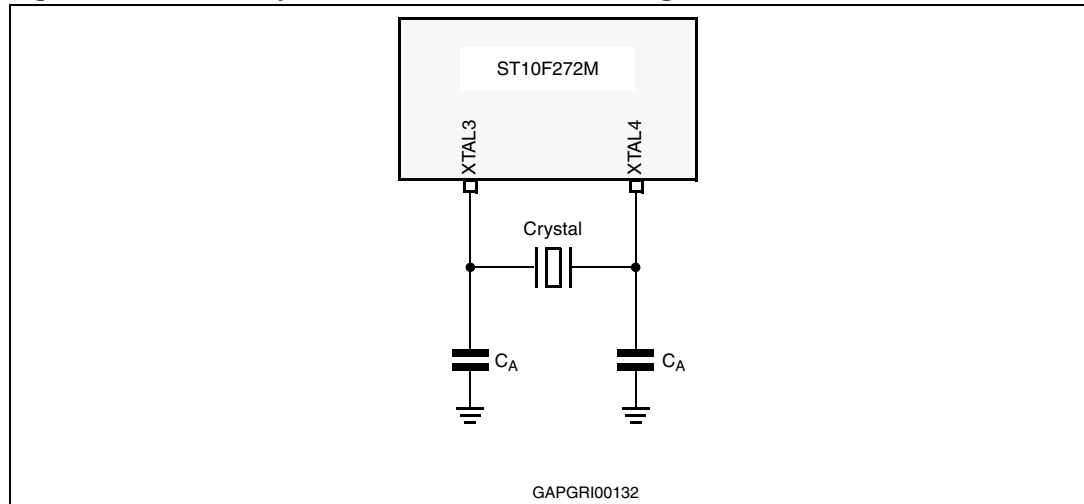 ST10F272M
XTAL3
XTAL4
Crystal
CA
CA
GAPGRI00132